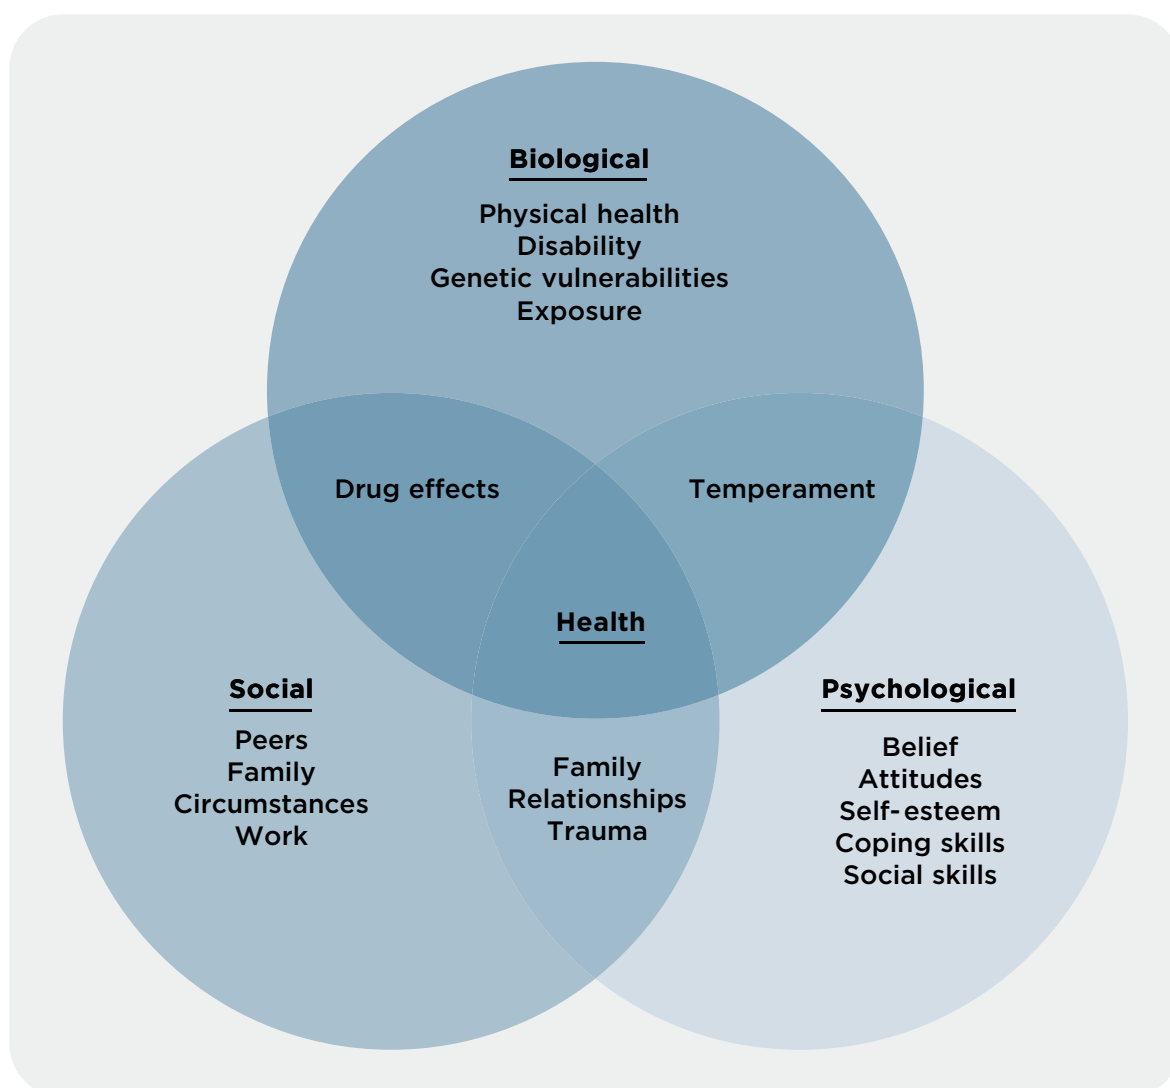 Biological
Physical health
Disability
Genetic vulnerabilities
Exposure
Drug effects
Temperament
Health
Social
Peers
Family
Circumstances
Work
Family
Relationships
Trauma
Psychological
Belief
Attitudes
Self-esteem
Coping skills
Social skills